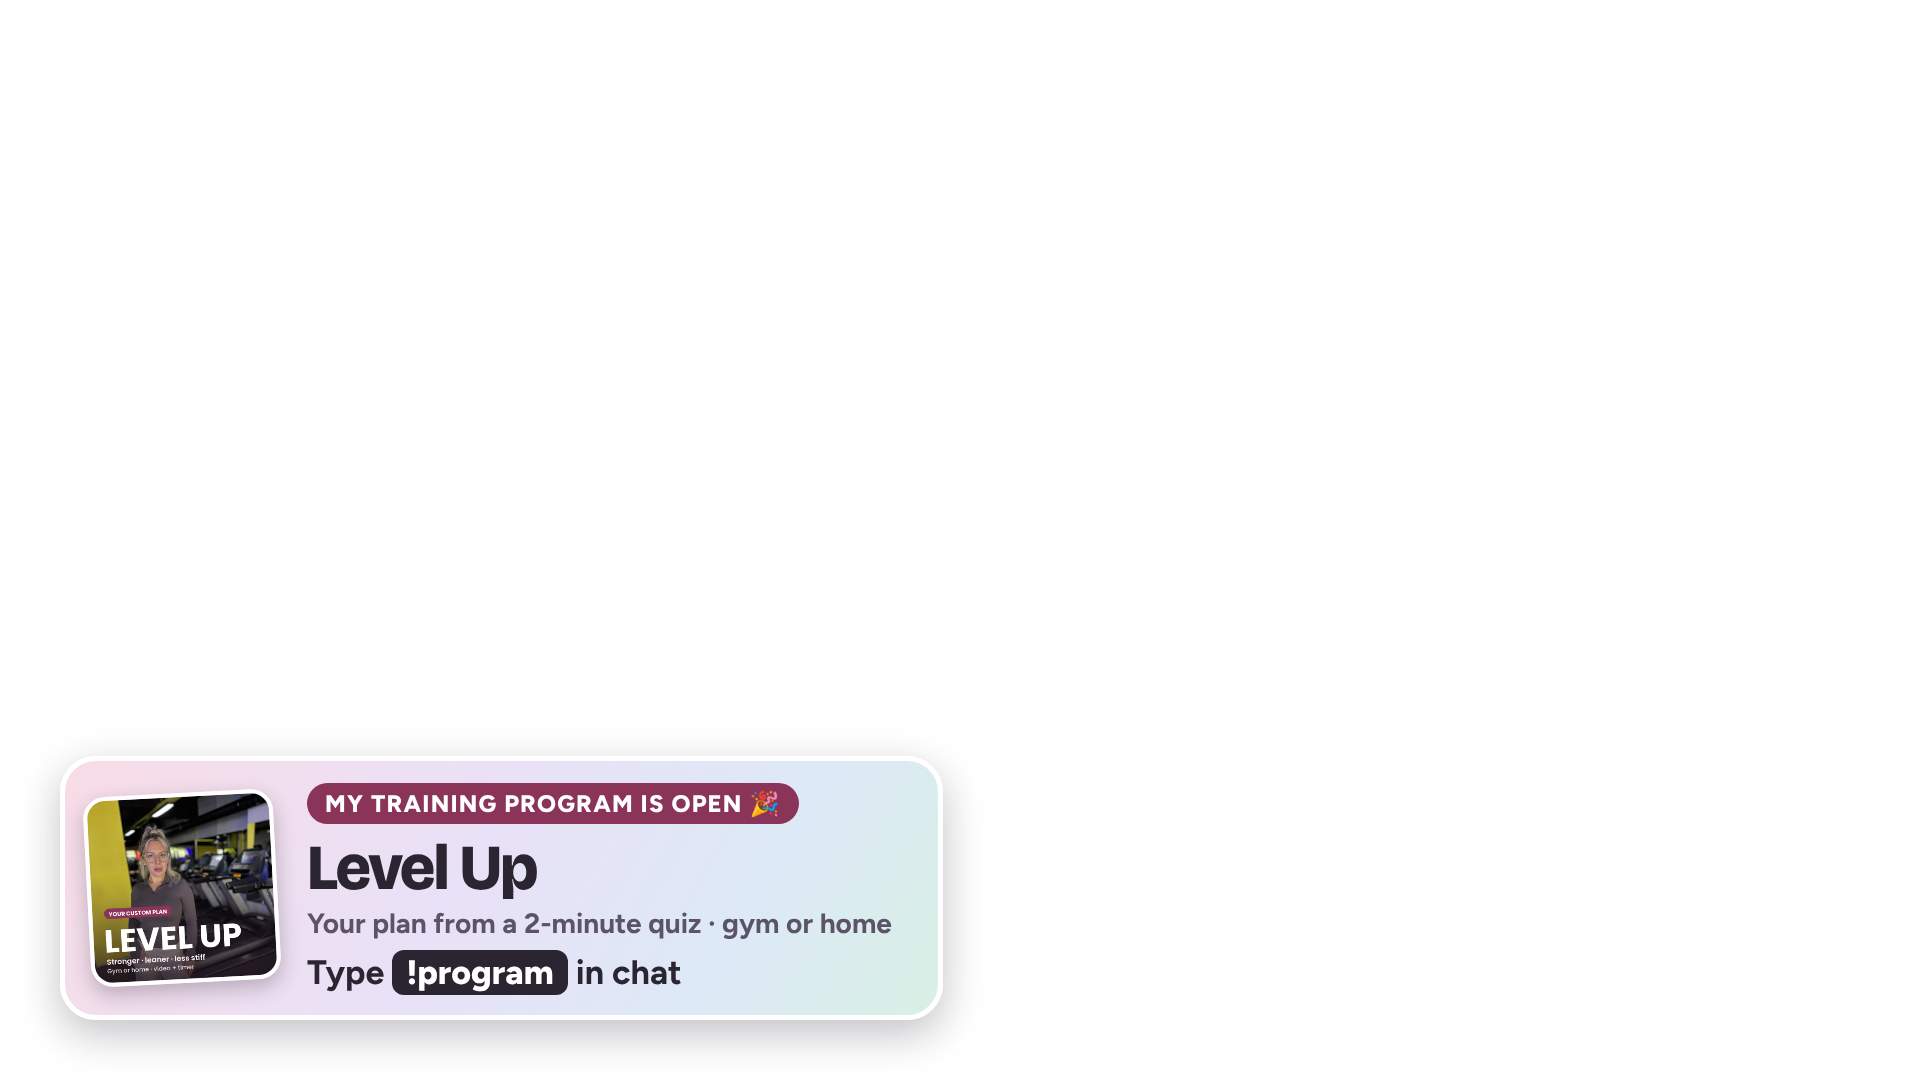 MY TRAINING PROGRAM IS OPEN 🎉
Level Up
Your plan from a 2-minute quiz · gym or home
Type !program in chat
YOUR CUSTOM PLAN
LEVEL UP
Stronger · leaner · less stiff
Gym or home · video + timer